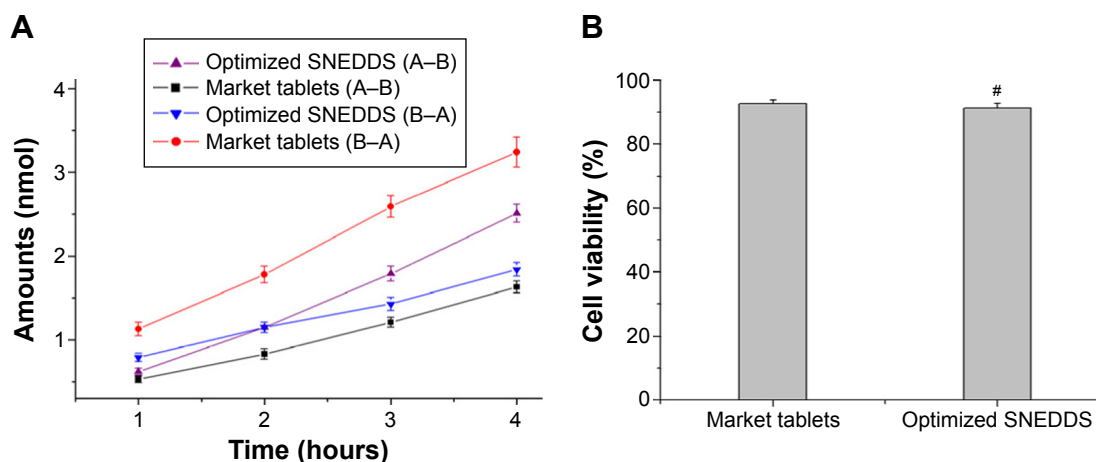 A
Optimized SNEDDS (A–B)
Market tablets (A–B)
Optimized SNEDDS (B–A)
Market tablets (B–A)
Amounts (nmol)
4
3
2
1
1
2
3
4
Time (hours)
B
Cell viability (%)
100
80
60
40
20
0
#
Market tablets
Optimized SNEDDS